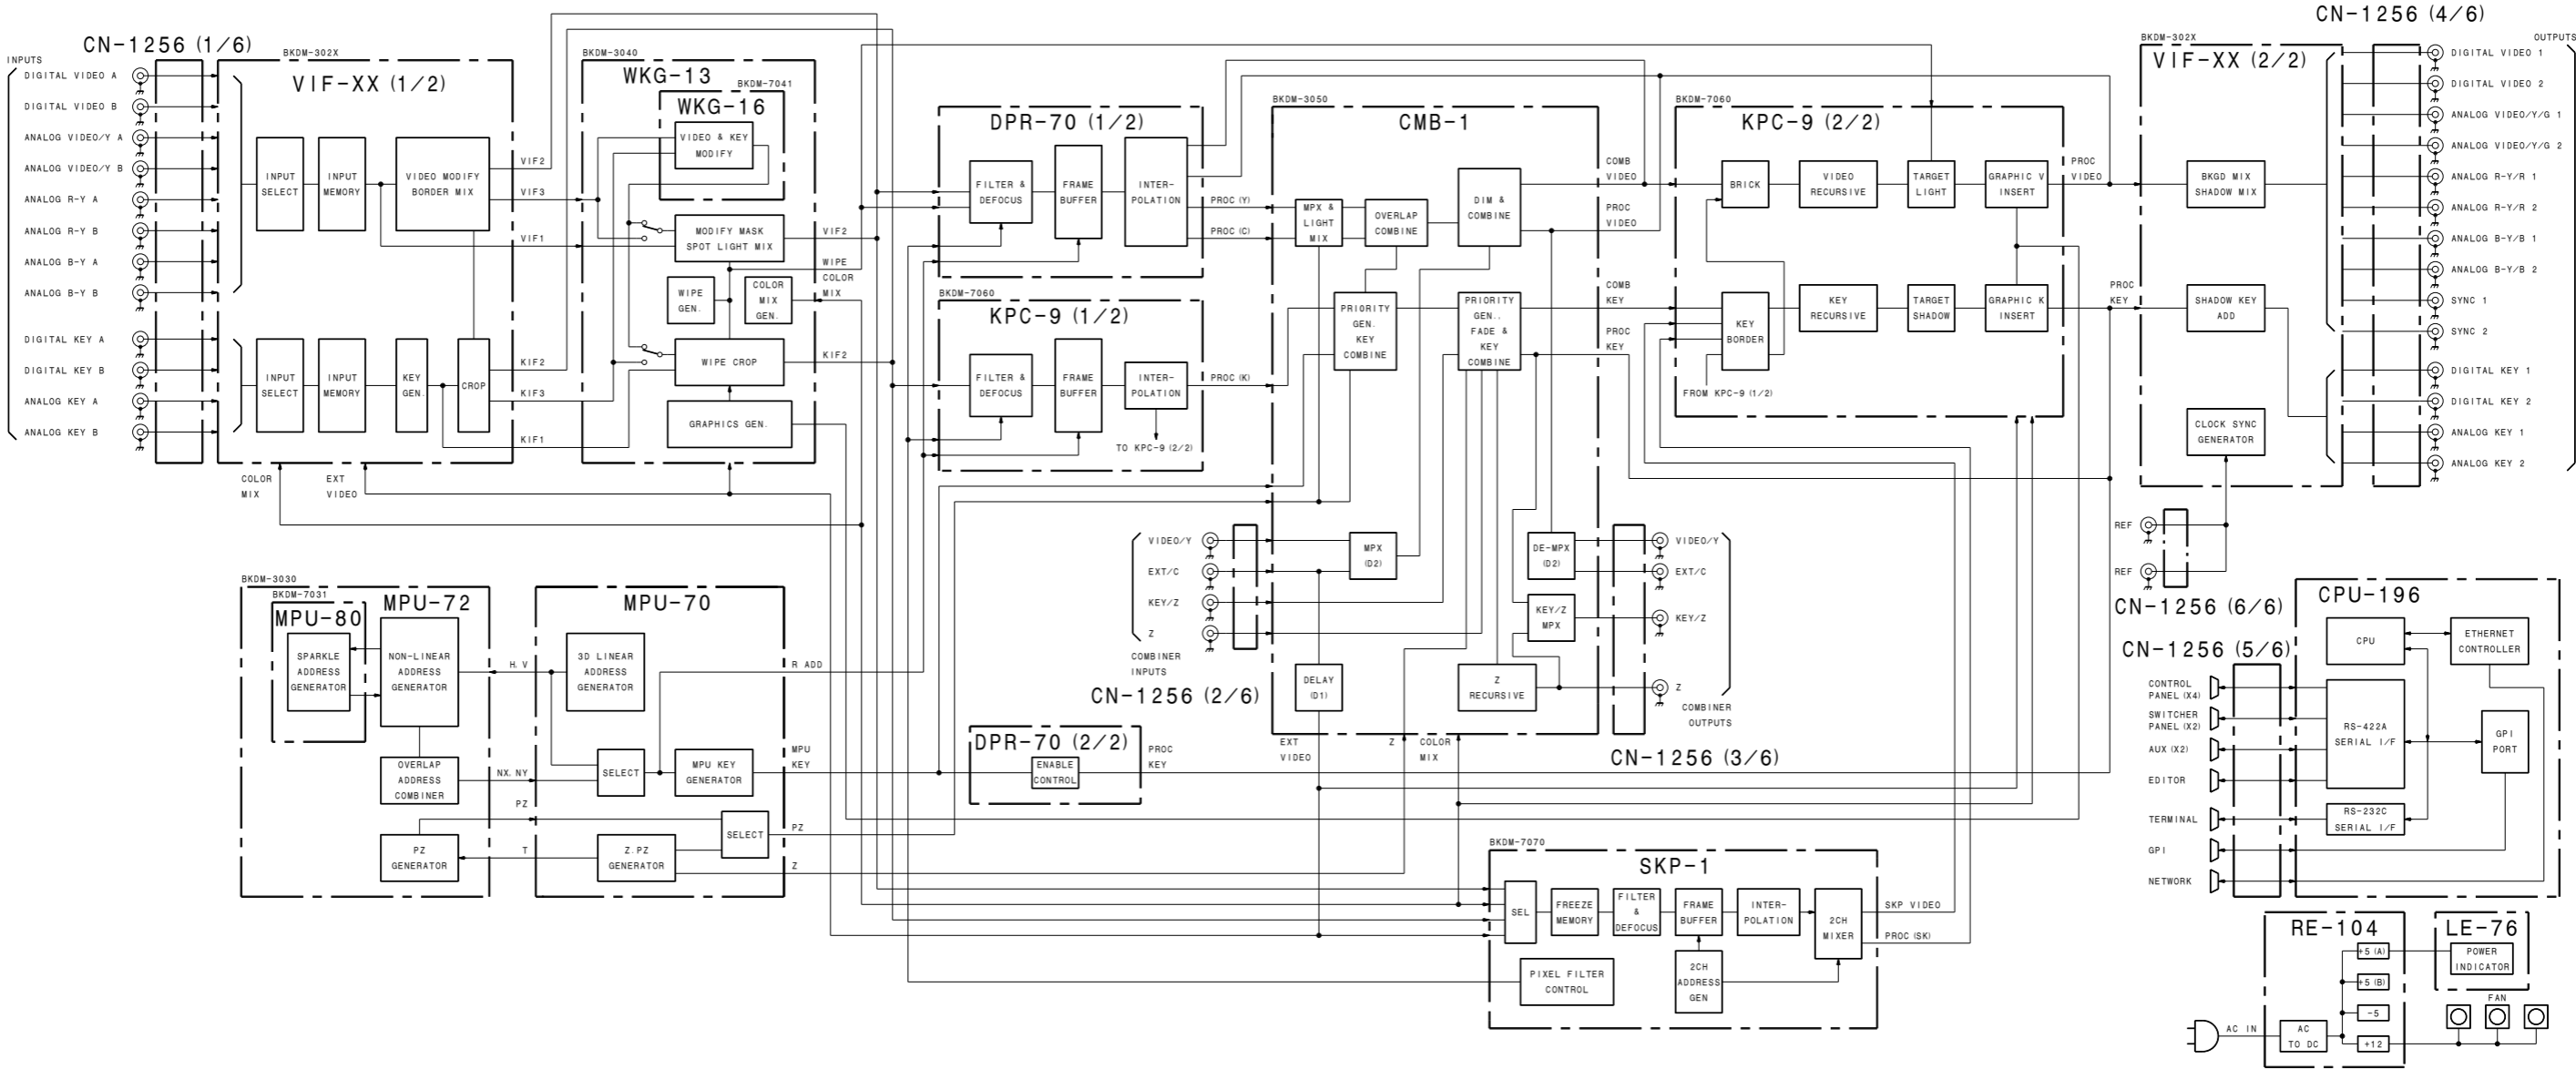 CN-1256 (1/6)
INPUTS
DIGITAL VIDEO A
DIGITAL VIDEO B
ANALOG VIDEO/Y A
ANALOG VIDEO/Y B
ANALOG R-Y A
ANALOG R-Y B
ANALOG B-Y A
ANALOG B-Y B
DIGITAL KEY A
DIGITAL KEY B
ANALOG KEY A
ANALOG KEY B
BKDM-302X
VIF-XX (1/2)
INPUT
SELECT
INPUT
MEMORY
VIDEO MODIFY
BORDER MIX
INPUT
SELECT
INPUT
MEMORY
KEY
GEN.
CROP
VIF2
VIF3
VIF1
KIF2
KIF3
KIF1
COLOR
MIX
EXT
VIDEO
BKDM-3040
WKG-13
BKDM-7041
WKG-16
VIDEO & KEY
MODIFY
MODIFY MASK
SPOT LIGHT MIX
WIPE
GEN.
COLOR
MIX
GEN.
WIPE CROP
GRAPHICS GEN.
VIF2
WIPE
COLOR
MIX
KIF2
BKDM-3030
BKDM-7031
MPU-80
SPARKLE
ADDRESS
GENERATOR
MPU-72
NON-LINEAR
ADDRESS
GENERATOR
OVERLAP
ADDRESS
COMBINER
PZ
GENERATOR
H.V
NX.NY
PZ
T
MPU-70
3D LINEAR
ADDRESS
GENERATOR
SELECT
MPU KEY
GENERATOR
SELECT
Z.PZ
GENERATOR
R ADD
MPU
KEY
PZ
Z
DPR-70 (1/2)
FILTER &
DEFOCUS
FRAME
BUFFER
INTER-
POLATION
PROC (Y)
PROC (C)
BKDM-7060
KPC-9 (1/2)
FILTER &
DEFOCUS
FRAME
BUFFER
INTER-
POLATION
TO KPC-9 (2/2)
PROC (K)
VIDEO/Y
EXT/C
KEY/Z
Z
COMBINER
INPUTS
CN-1256 (2/6)
DPR-70 (2/2)
ENABLE
CONTROL
PROC
KEY
BKDM-3050
CMB-1
MPX &
LIGHT
MIX
OVERLAP
COMBINE
DIM &
COMBINE
PRIORITY
GEN.
KEY
COMBINE
PRIORITY
GEN.,
FADE &
KEY
COMBINE
MPX
(D2)
DE-MPX
(D2)
KEY/Z
MPX
DELAY
(D1)
Z
RECURSIVE
EXT
VIDEO
Z
COLOR
MIX
COMB
VIDEO
PROC
VIDEO
COMB
KEY
PROC
KEY
VIDEO/Y
EXT/C
KEY/Z
Z
COMBINER
OUTPUTS
CN-1256 (3/6)
BKDM-7060
KPC-9 (2/2)
BRICK
VIDEO
RECURSIVE
TARGET
LIGHT
GRAPHIC V
INSERT
KEY
BORDER
KEY
RECURSIVE
TARGET
SHADOW
GRAPHIC K
INSERT
FROM KPC-9 (1/2)
PROC
VIDEO
PROC
KEY
BKDM-7070
SKP-1
SEL
FREEZE
MEMORY
FILTER
&
DEFOCUS
FRAME
BUFFER
INTER-
POLATION
2CH
MIXER
PIXEL FILTER
CONTROL
2CH
ADDRESS
GEN
SKP VIDEO
PROC (SK)
CN-1256 (4/6)
OUTPUTS
BKDM-302X
VIF-XX (2/2)
BKGD MIX
SHADOW MIX
SHADOW KEY
ADD
CLOCK SYNC
GENERATOR
DIGITAL VIDEO 1
DIGITAL VIDEO 2
ANALOG VIDEO/Y/G 1
ANALOG VIDEO/Y/G 2
ANALOG R-Y/R 1
ANALOG R-Y/R 2
ANALOG B-Y/B 1
ANALOG B-Y/B 2
SYNC 1
SYNC 2
DIGITAL KEY 1
DIGITAL KEY 2
ANALOG KEY 1
ANALOG KEY 2
REF
REF
CN-1256 (6/6)
CN-1256 (5/6)
CONTROL
PANEL (X4)
SWITCHER
PANEL (X2)
AUX (X2)
EDITOR
TERMINAL
GPI
NETWORK
CPU-196
CPU
ETHERNET
CONTROLLER
RS-422A
SERIAL I/F
GPI
PORT
RS-232C
SERIAL I/F
RE-104
AC IN
AC
TO DC
+5 (A)
+5 (B)
-5
+12
LE-76
POWER
INDICATOR
FAN